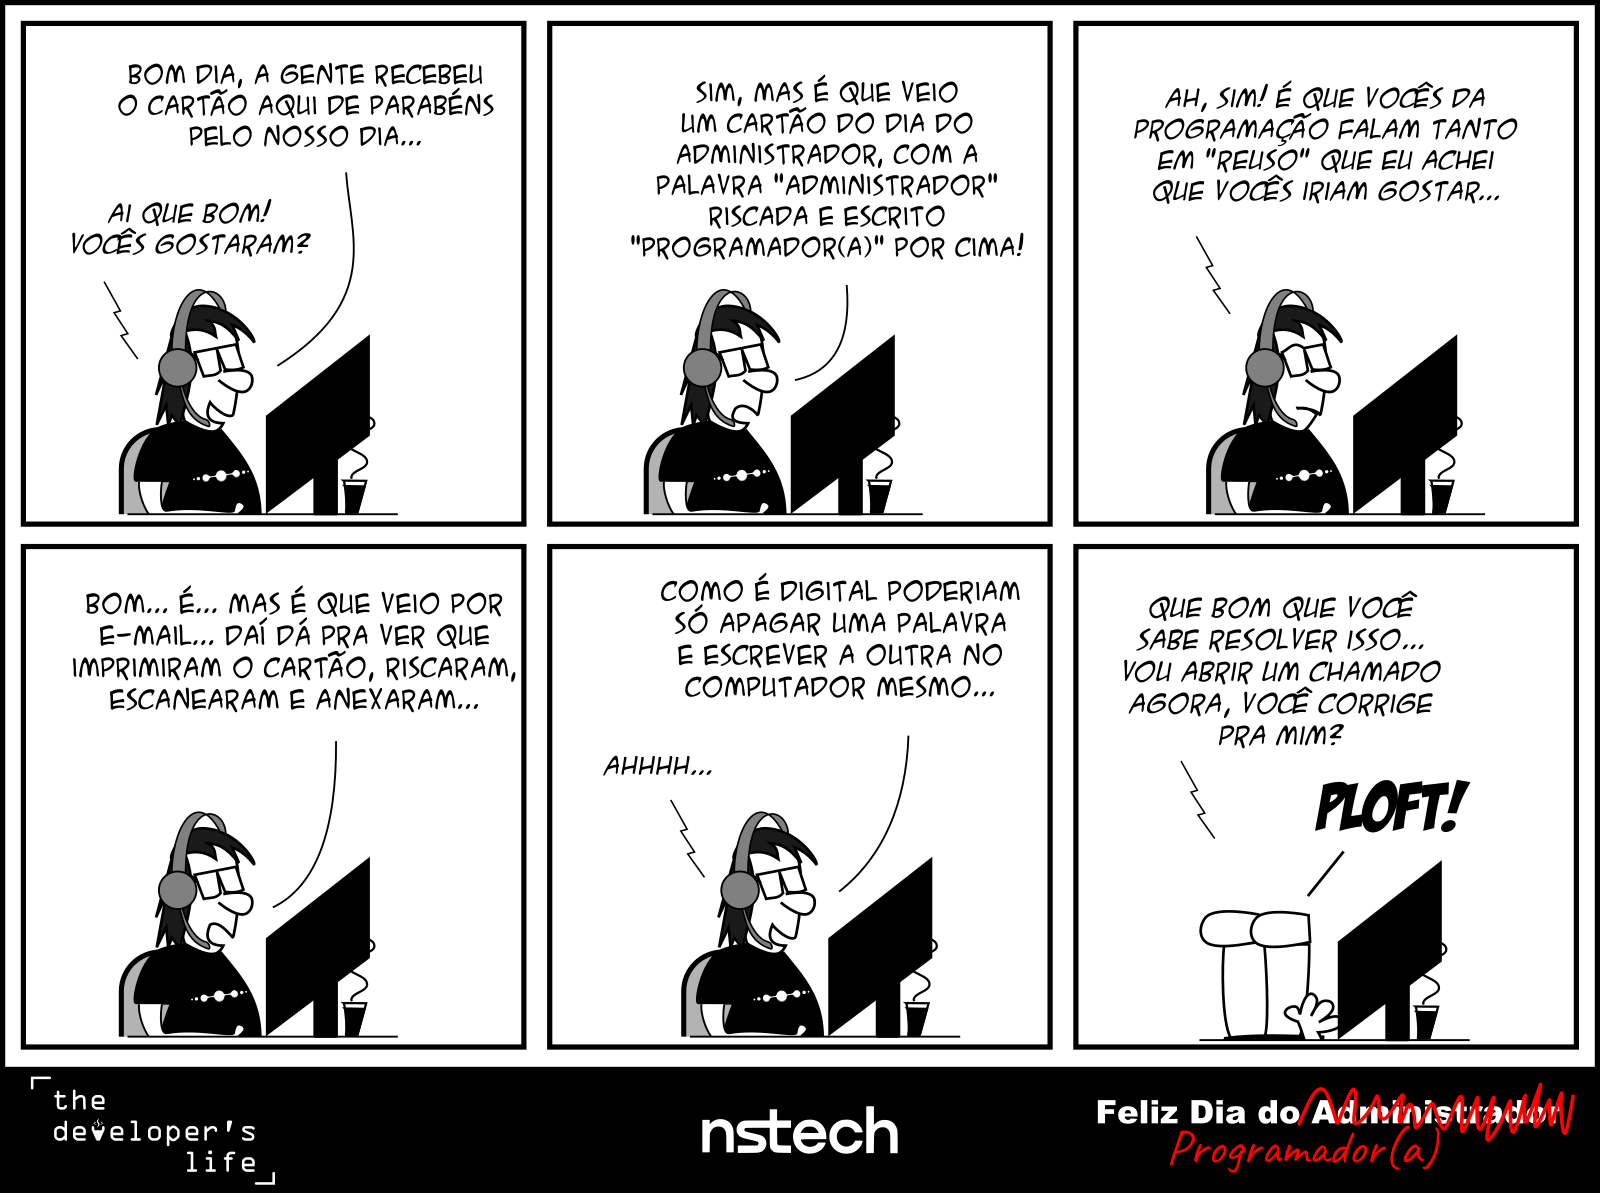 BOM DIA, A GENTE RECEBEU
O CARTÃO AQUI DE PARABÉNS
PELO NOSSO DIA...
AI QUE BOM!
VOCÊS GOSTARAM?
SIM, MAS É QUE VEIO
UM CARTÃO DO DIA DO
ADMINISTRADOR, COM A
PALAVRA "ADMINISTRADOR"
RISCADA E ESCRITO
"PROGRAMADOR(A)" POR CIMA!
AH, SIM! É QUE VOCÊS DA
PROGRAMAÇÃO FALAM TANTO
EM "REUSO" QUE EU ACHEI
QUE VOCÊS IRIAM GOSTAR...
BOM... É... MAS É QUE VEIO POR
E-MAIL... DAÍ DÁ PRA VER QUE
IMPRIMIRAM O CARTÃO, RISCARAM,
ESCANEARAM E ANEXARAM...
COMO É DIGITAL PODERIAM
SÓ APAGAR UMA PALAVRA
E ESCREVER A OUTRA NO
COMPUTADOR MESMO...
AHHHH...
QUE BOM QUE VOCÊ
SABE RESOLVER ISSO...
VOU ABRIR UM CHAMADO
AGORA, VOCÊ CORRIGE
PRA MIM?
PLOFT!
the
developer's
life
nstech
Feliz Dia do Administrador
Programador(a)